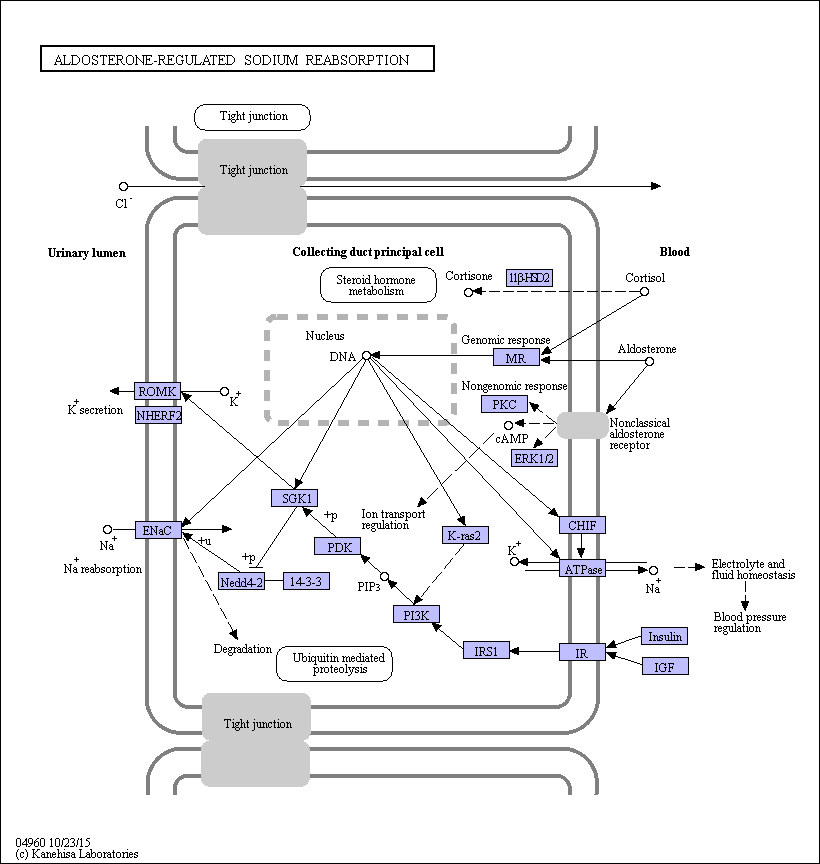 ALDOSTERONE-REGULATED SODIUM REABSORPTION
Tight junction
Tight junction
Cl -
Urinary lumen
Collecting duct principal cell
Blood
Steroid hormone
metabolism
Cortisone
11β-HSD2
Cortisol
Nucleus
DNA
Genomic response
MR
Aldosterone
Nongenomic response
PKC
cAMP
ERK1/2
Nonclassical
aldosterone
receptor
ROMK
NHERF2
K+
K+ secretion
SGK1
Ion transport
regulation
+p
K-ras2
CHIF
ENaC
Na+
+u
Na+ reabsorption
PDK
K+
ATPase
Na+
Electrolyte and
fluid homeostasis
+p
Nedd4-2
14-3-3
PIP3
PI3K
Blood pressure
regulation
Degradation
Ubiquitin mediated
proteolysis
IRS1
IR
Insulin
IGF
Tight junction
04960 10/23/15
(c) Kanehisa Laboratories